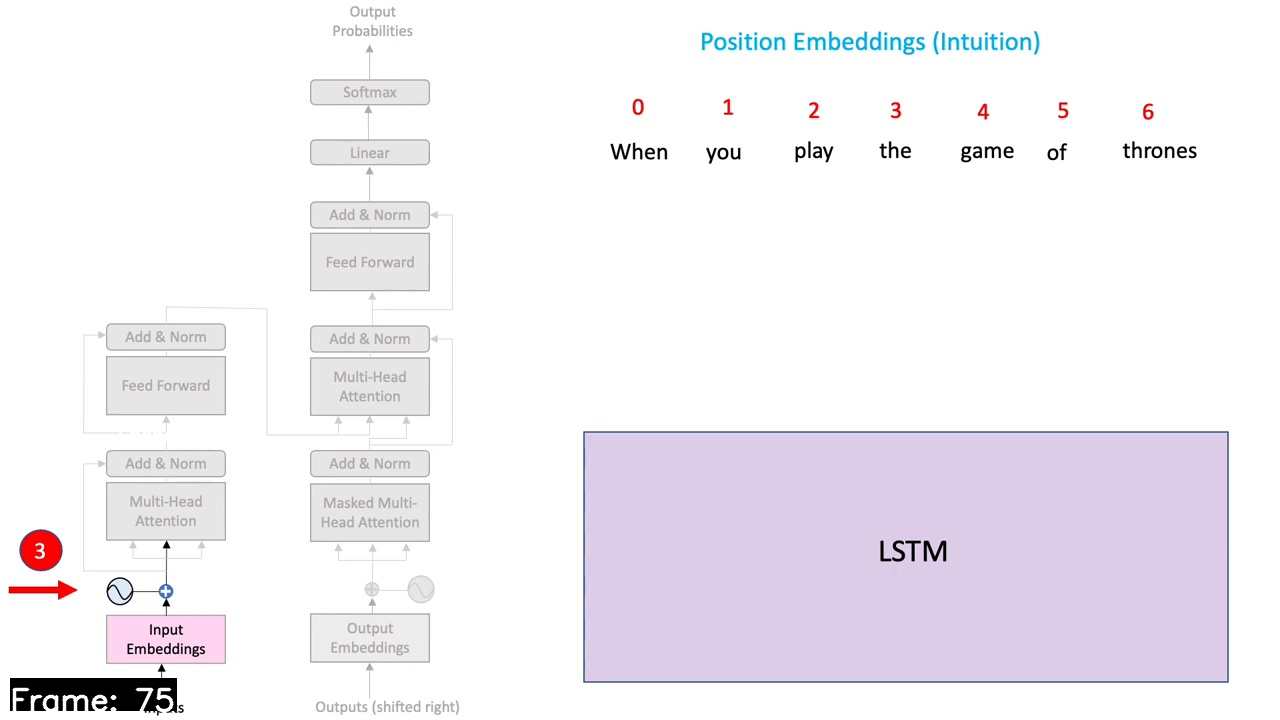 Output
Probabilities
Softmax
Linear
Add & Norm
Feed Forward
Add & Norm
Multi-Head
Attention
Add & Norm
Masked Multi-
Head Attention
Output
Embeddings
Outputs (shifted right)
Add & Norm
Feed Forward
Add & Norm
Multi-Head
Attention
3
Input
Embeddings
Frame: 75
Position Embeddings (Intuition)
0 1 2 3 4 5 6
When you play the game of thrones
LSTM